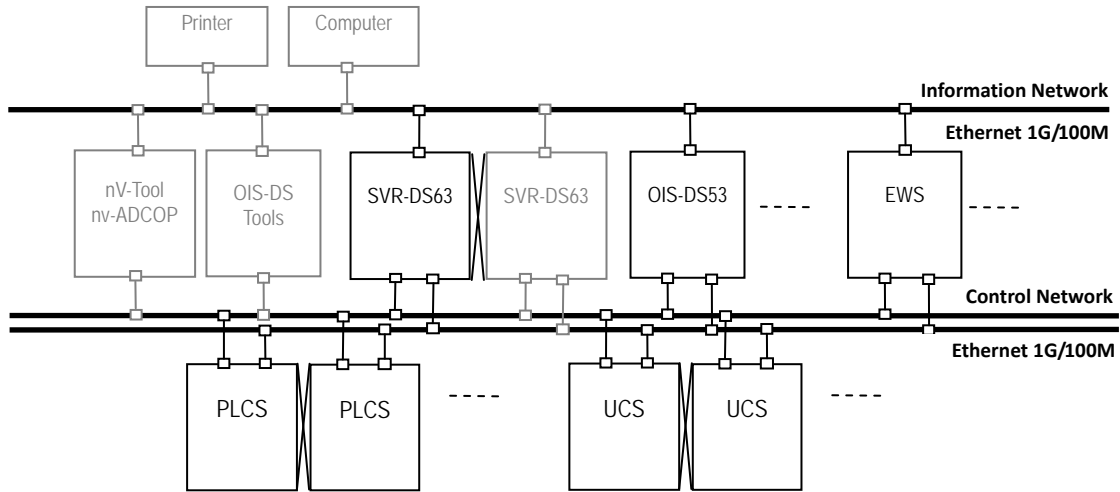 Printer
Computer
Information Network
Ethernet 1G/100M
nV-Tool
nv-ADCOP
OIS-DS
Tools
SVR-DS63
SVR-DS63
OIS-DS53
EWS
Control Network
Ethernet 1G/100M
PLCS
PLCS
UCS
UCS